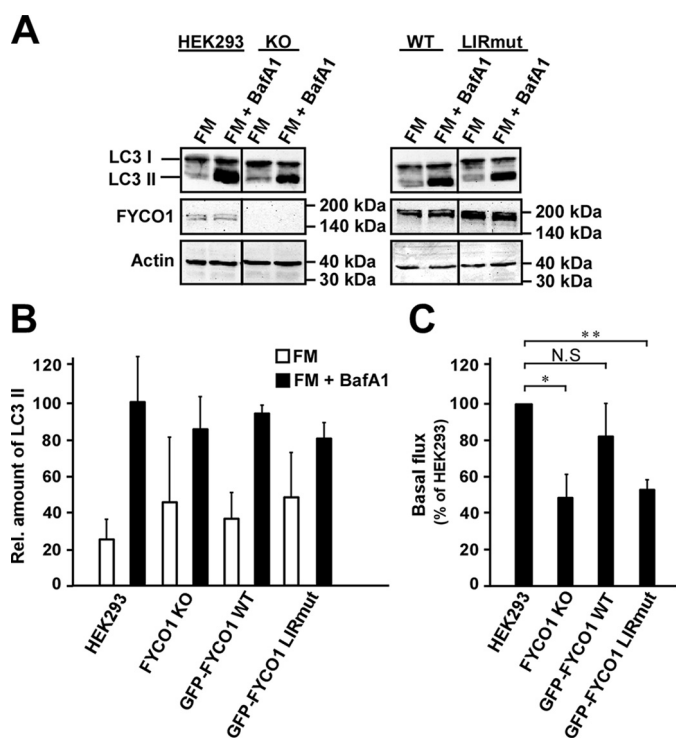 A
HEK293 KO WT LIRmut
FM FM + BafA1 FM FM + BafA1 FM FM + BafA1 FM FM + BafA1
LC3 I
LC3 II
FYCO1
200 kDa 200 kDa
140 kDa 140 kDa
Actin
40 kDa 40 kDa
30 kDa 30 kDa
B
Rel. amount of LC3 II
120
100
80
60
40
20
0
FM
FM + BafA1
HEK293
FYCO1 KO
GFP-FYCO1 WT
GFP-FYCO1 LIRmut
C
**
N.S
*
Basal flux
(% of HEK293)
120
100
80
60
40
20
0
HEK293
FYCO1 KO
GFP-FYCO1 WT
GFP-FYCO1 LIRmut